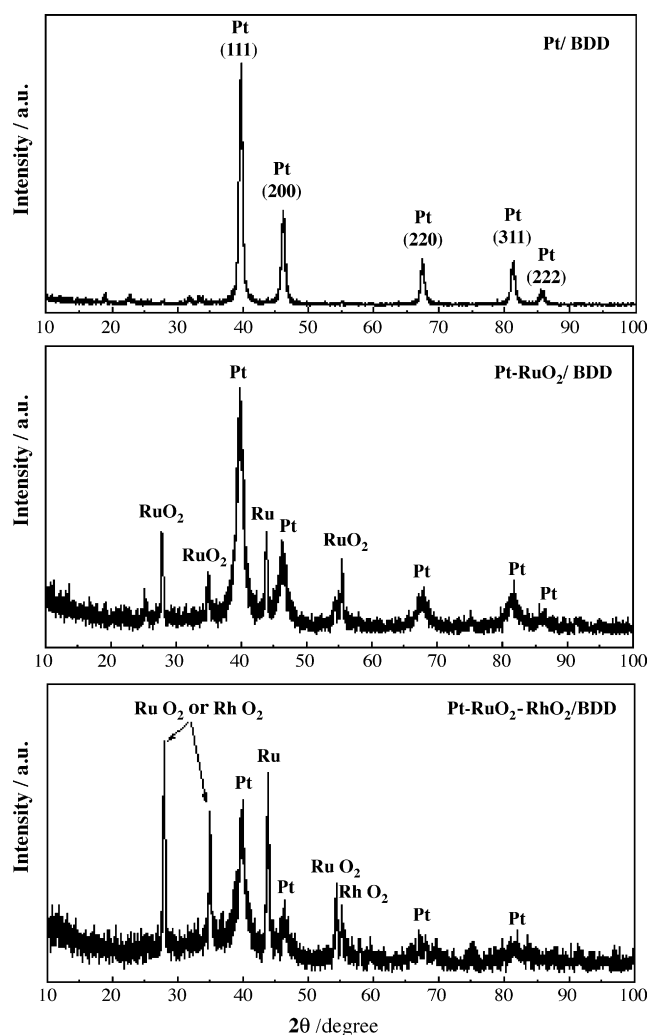 Pt
(111)
Pt/ BDD
Pt
(200)
Pt
(220)
Pt
(311)
Pt
(222)
Intensity / a.u.
10 20 30 40 50 60 70 80 90 100
Pt
Pt-RuO₂/ BDD
RuO₂
RuO₂
Ru
Pt
RuO₂
Pt
Pt
Pt
Intensity / a.u.
10 20 30 40 50 60 70 80 90 100
Ru O₂ or Rh O₂
Pt-RuO₂-RhO₂/BDD
Pt
Ru
Pt
Ru O₂
Rh O₂
Pt
Pt
Intensity / a.u.
10 20 30 40 50 60 70 80 90 100
2θ /degree